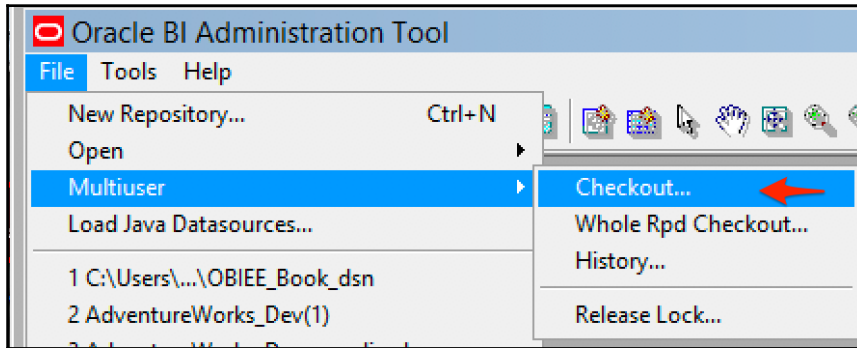 Oracle BI Administration Tool
File Tools Help
New Repository... Ctrl+N
Open
Multiuser
Checkout...
Load Java Datasources...
Whole Rpd Checkout...
History...
1 C:\Users\...\OBIEE_Book_dsn
2 AdventureWorks_Dev(1)
Release Lock...